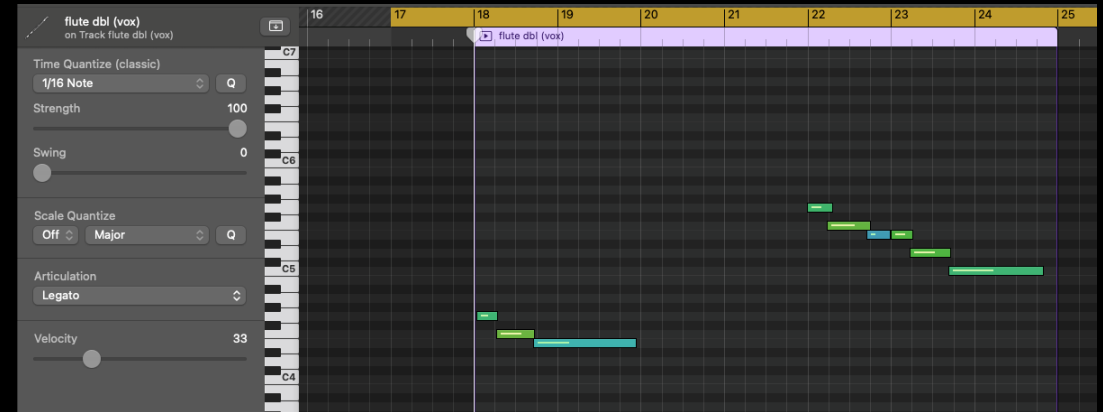 flute dbl (vox)
on Track flute dbl (vox)
16 17 18 19 20 21 22 23 24 25
flute dbl (vox)
Time Quantize (classic)
1/16 Note Q
Strength 100
Swing 0
Scale Quantize
Off Major Q
Articulation
Legato
Velocity 33
C7
C6
C5
C4